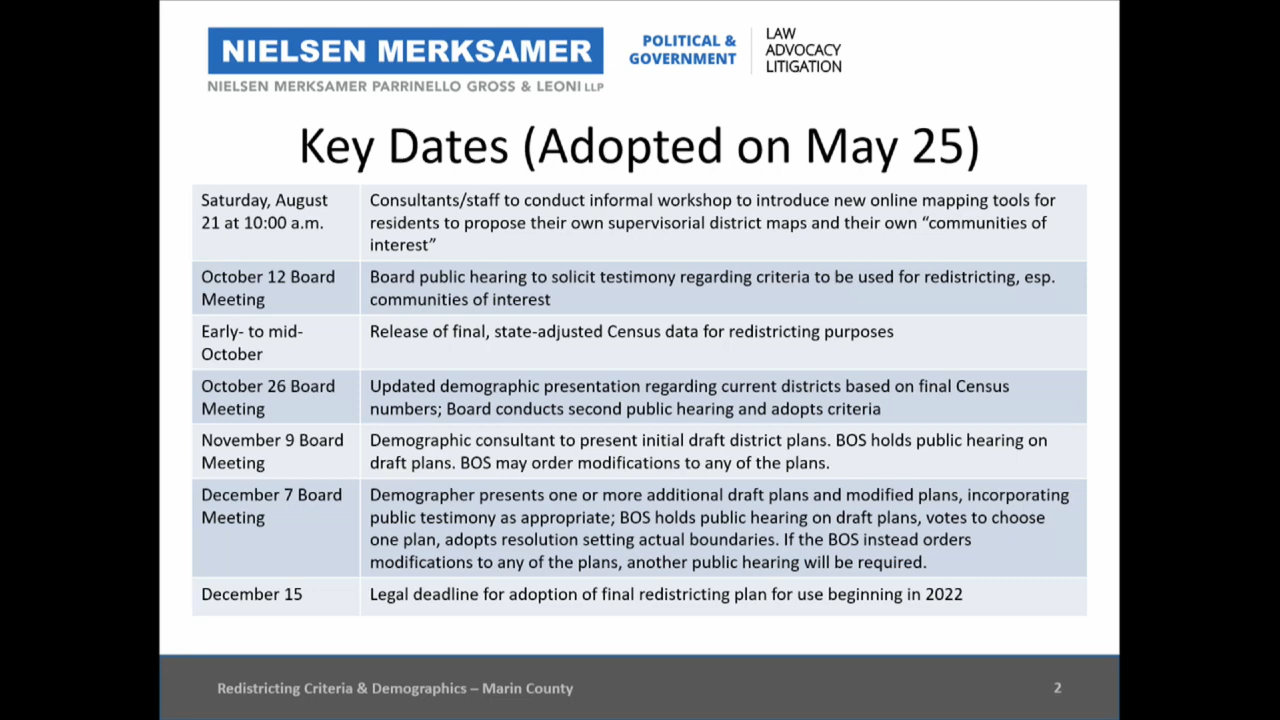 NIELSEN MERKSAMER
NIELSEN MERKSAMER PARRINELLO GROSS & LEONI LLP
POLITICAL &
GOVERNMENT
LAW
ADVOCACY
LITIGATION
Key Dates (Adopted on May 25)
Saturday, August
21 at 10:00 a.m.
Consultants/staff to conduct informal workshop to introduce new online mapping tools for
residents to propose their own supervisorial district maps and their own “communities of
interest”
October 12 Board
Meeting
Board public hearing to solicit testimony regarding criteria to be used for redistricting, esp.
communities of interest
Early- to mid-
October
Release of final, state-adjusted Census data for redistricting purposes
October 26 Board
Meeting
Updated demographic presentation regarding current districts based on final Census
numbers; Board conducts second public hearing and adopts criteria
November 9 Board
Meeting
Demographic consultant to present initial draft district plans. BOS holds public hearing on
draft plans. BOS may order modifications to any of the plans.
December 7 Board
Meeting
Demographer presents one or more additional draft plans and modified plans, incorporating
public testimony as appropriate; BOS holds public hearing on draft plans, votes to choose
one plan, adopts resolution setting actual boundaries. If the BOS instead orders
modifications to any of the plans, another public hearing will be required.
December 15
Legal deadline for adoption of final redistricting plan for use beginning in 2022
Redistricting Criteria & Demographics – Marin County
2